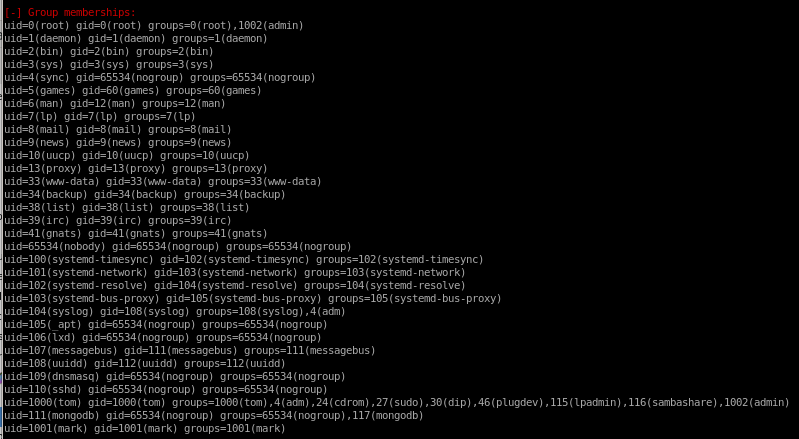 [-] Group memberships:
uid=0(root) gid=0(root) groups=0(root),1002(admin)
uid=1(daemon) gid=1(daemon) groups=1(daemon)
uid=2(bin) gid=2(bin) groups=2(bin)
uid=3(sys) gid=3(sys) groups=3(sys)
uid=4(sync) gid=65534(nogroup) groups=65534(nogroup)
uid=5(games) gid=60(games) groups=60(games)
uid=6(man) gid=12(man) groups=12(man)
uid=7(lp) gid=7(lp) groups=7(lp)
uid=8(mail) gid=8(mail) groups=8(mail)
uid=9(news) gid=9(news) groups=9(news)
uid=10(uucp) gid=10(uucp) groups=10(uucp)
uid=13(proxy) gid=13(proxy) groups=13(proxy)
uid=33(www-data) gid=33(www-data) groups=33(www-data)
uid=34(backup) gid=34(backup) groups=34(backup)
uid=38(list) gid=38(list) groups=38(list)
uid=39(irc) gid=39(irc) groups=39(irc)
uid=41(gnats) gid=41(gnats) groups=41(gnats)
uid=65534(nobody) gid=65534(nogroup) groups=65534(nogroup)
uid=100(systemd-timesync) gid=102(systemd-timesync) groups=102(systemd-timesync)
uid=101(systemd-network) gid=103(systemd-network) groups=103(systemd-network)
uid=102(systemd-resolve) gid=104(systemd-resolve) groups=104(systemd-resolve)
uid=103(systemd-bus-proxy) gid=105(systemd-bus-proxy) groups=105(systemd-bus-proxy)
uid=104(syslog) gid=108(syslog) groups=108(syslog),4(adm)
uid=105(_apt) gid=65534(nogroup) groups=65534(nogroup)
uid=106(lxd) gid=65534(nogroup) groups=65534(nogroup)
uid=107(messagebus) gid=111(messagebus) groups=111(messagebus)
uid=108(uuidd) gid=112(uuidd) groups=112(uuidd)
uid=109(dnsmasq) gid=65534(nogroup) groups=65534(nogroup)
uid=110(sshd) gid=65534(nogroup) groups=65534(nogroup)
uid=1000(tom) gid=1000(tom) groups=1000(tom),4(adm),24(cdrom),27(sudo),30(dip),46(plugdev),115(lpadmin),116(sambashare),1002(admin)
uid=111(mongodb) gid=65534(nogroup) groups=65534(nogroup),117(mongodb)
uid=1001(mark) gid=1001(mark) groups=1001(mark)